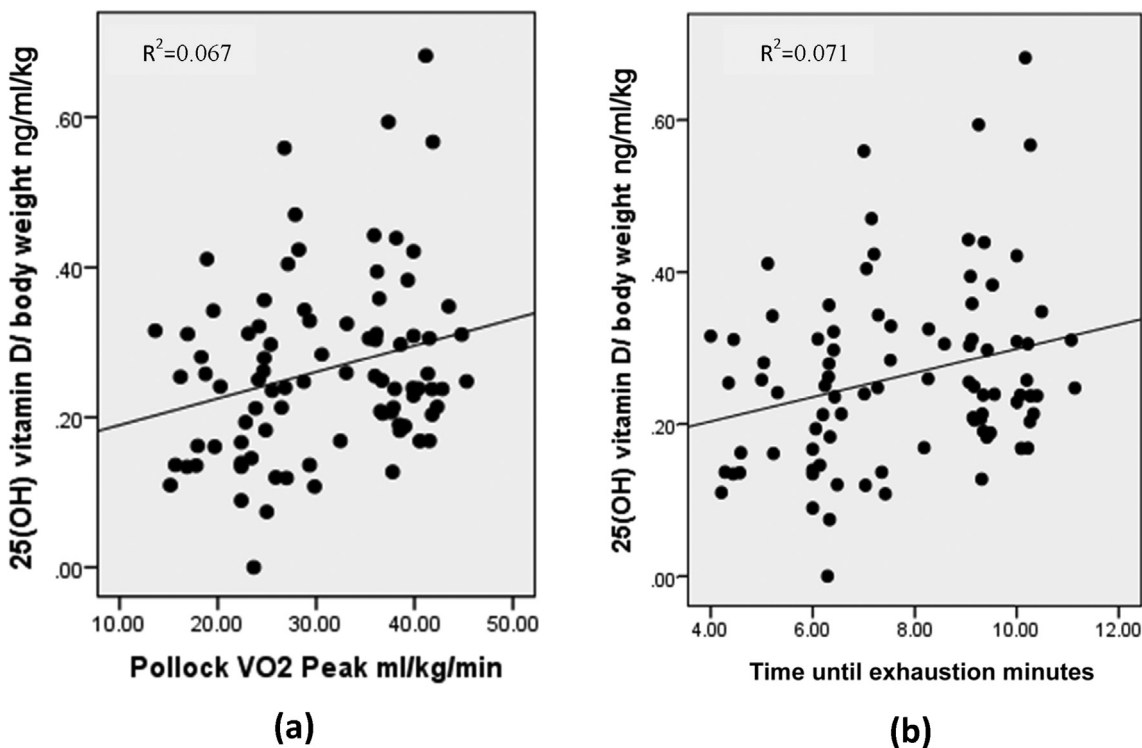 R²=0.067
25(OH) vitamin D/ body weight ng/ml/kg
.60
.40
.20
.00
10.00 20.00 30.00 40.00 50.00
Pollock VO2 Peak ml/kg/min
(a)
R²=0.071
25(OH) vitamin D/ body weight ng/ml/kg
.60
.40
.20
.00
4.00 6.00 8.00 10.00 12.00
Time until exhaustion minutes
(b)